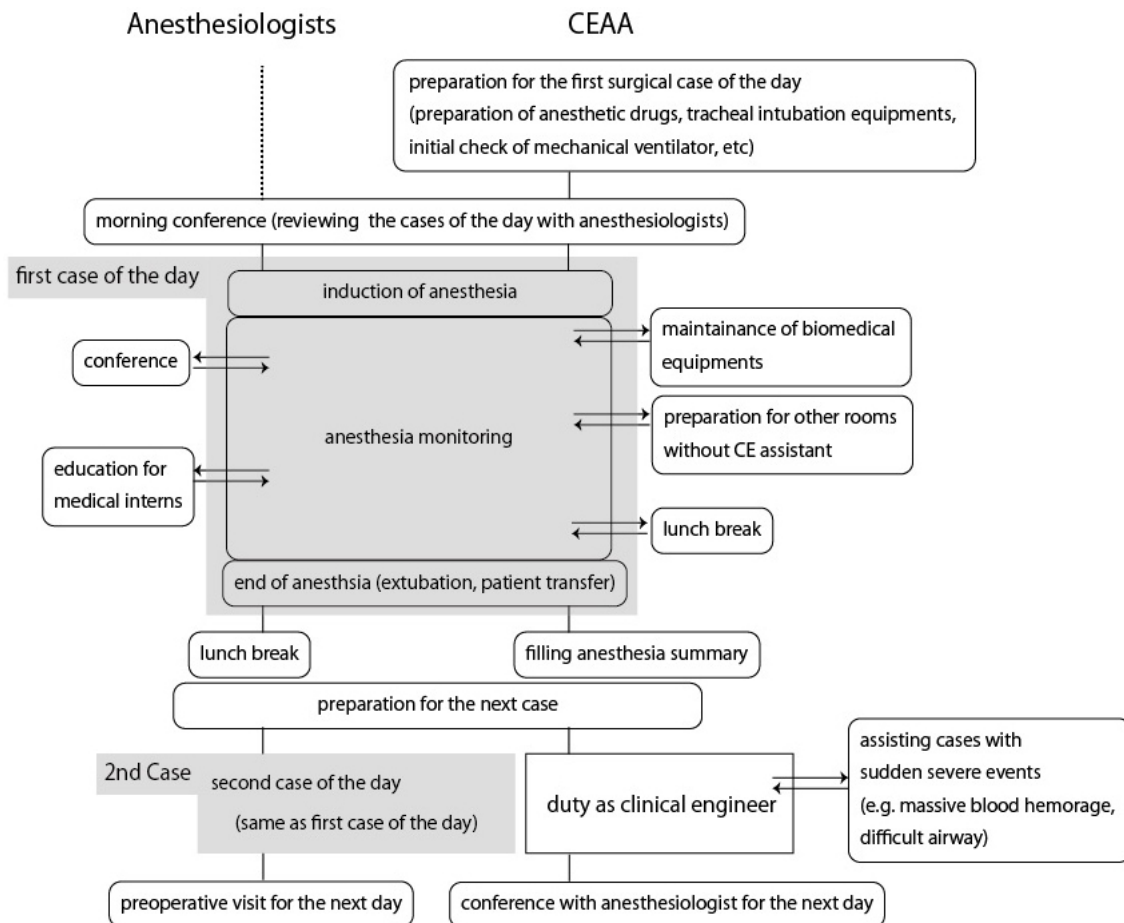 Anesthesiologists
CEAA
preparation for the first surgical case of the day
(preparation of anesthetic drugs, tracheal intubation equipments,
initial check of mechanical ventilator, etc)
morning conference (reviewing the cases of the day with anesthesiologists)
first case of the day
induction of anesthesia
maintainance of biomedical
equipments
conference
preparation for other rooms
without CE assistant
anesthesia monitoring
education for
medical interns
lunch break
end of anesthsia (extubation, patient transfer)
lunch break
filling anesthesia summary
preparation for the next case
2nd Case
second case of the day
(same as first case of the day)
duty as clinical engineer
assisting cases with
sudden severe events
(e.g. massive blood hemorage,
difficult airway)
preoperative visit for the next day
conference with anesthesiologist for the next day